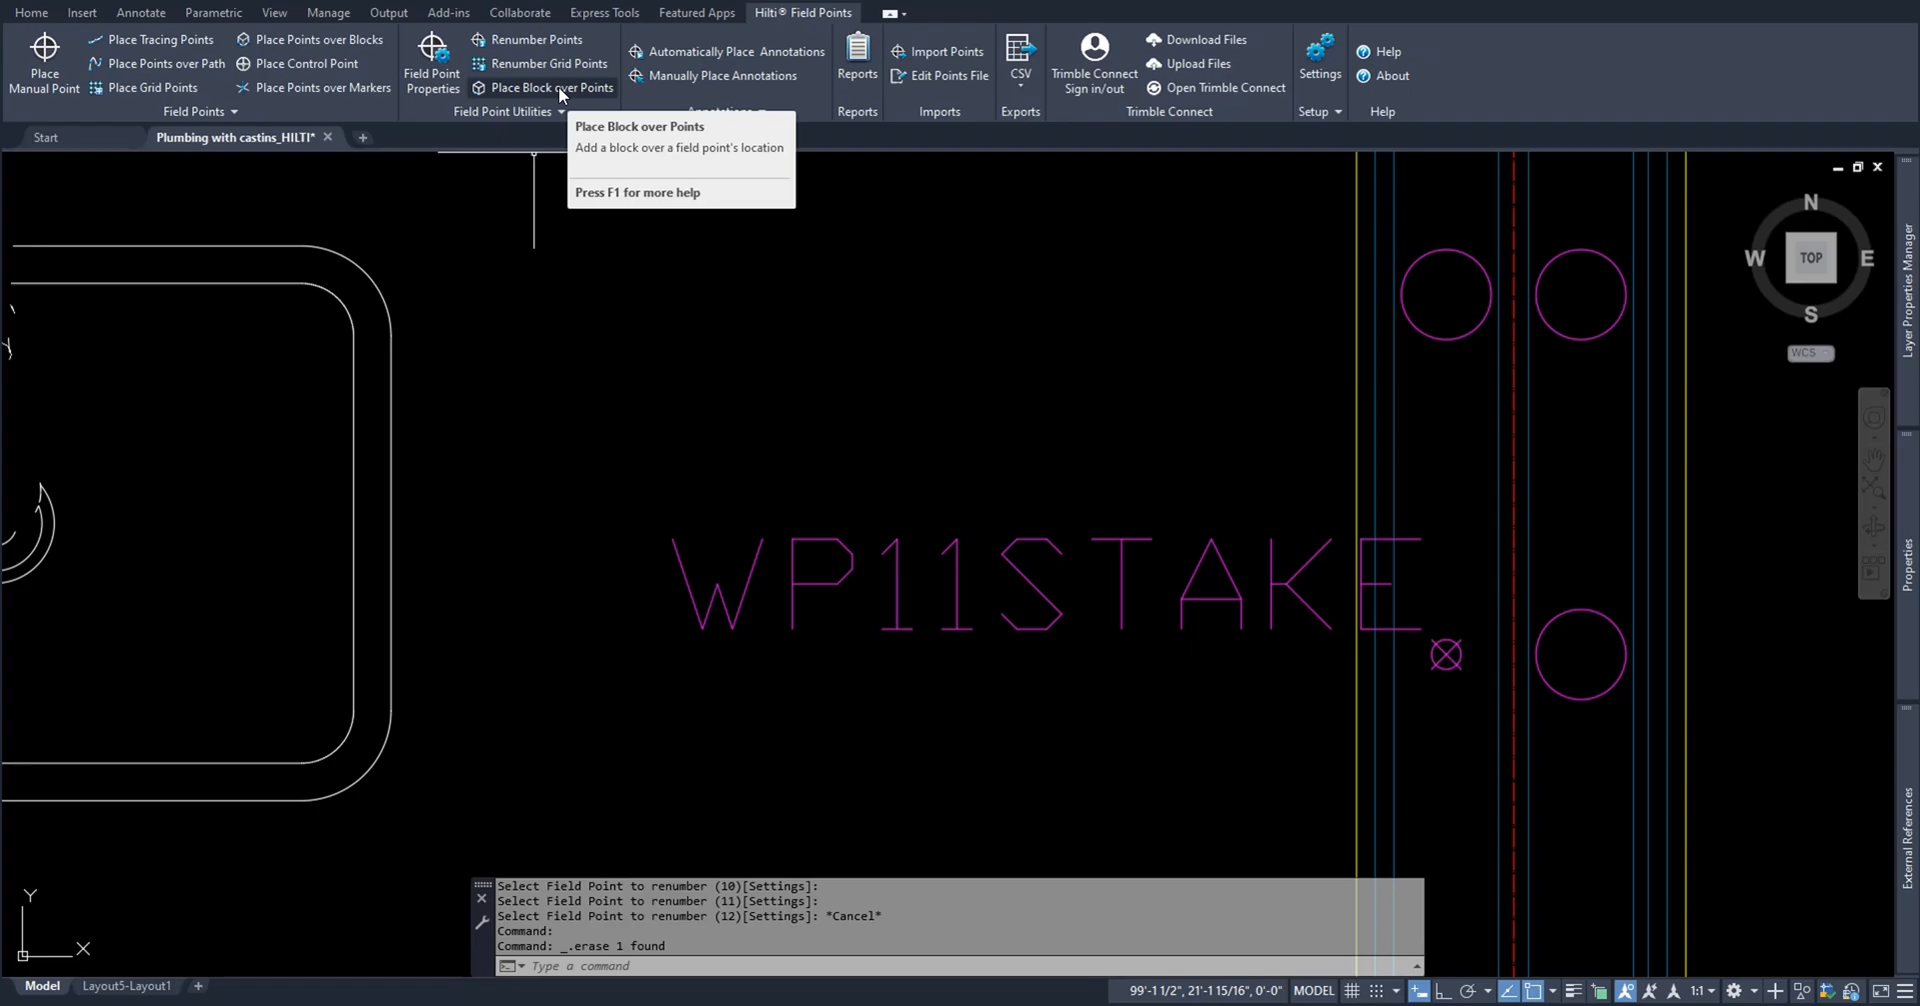 Home Insert Annotate Parametric View Manage Output Add-ins Collaborate Express Tools Featured Apps Hilti® Field Points
Place Manual Point
Place Tracing Points
Place Points over Path
Place Grid Points
Place Points over Blocks
Place Control Point
Place Points over Markers
Field Points
Field Point Properties
Renumber Points
Renumber Grid Points
Place Block over Points
Field Point Utilities
Automatically Place Annotations
Manually Place Annotations
Reports
Reports
Import Points
Edit Points File
Imports
CSV
Exports
Trimble Connect Sign in/out
Download Files
Upload Files
Open Trimble Connect
Trimble Connect
Settings
Setup
Help
About
Help
Start Plumbing with castins_HILTI*
Place Block over Points
Add a block over a field point's location
Press F1 for more help
N
W TOP E
S
WCS
Layer Properties Manager
Properties
External References
WP11STAKE
Y
X
Select Field Point to renumber (10)[Settings]:
Select Field Point to renumber (11)[Settings]:
Select Field Point to renumber (12)[Settings]: *Cancel*
Command:
Command: _.erase 1 found
Type a command
Model Layout5-Layout1
99'-1 1/2", 21'-1 15/16", 0'-0" MODEL 1:1